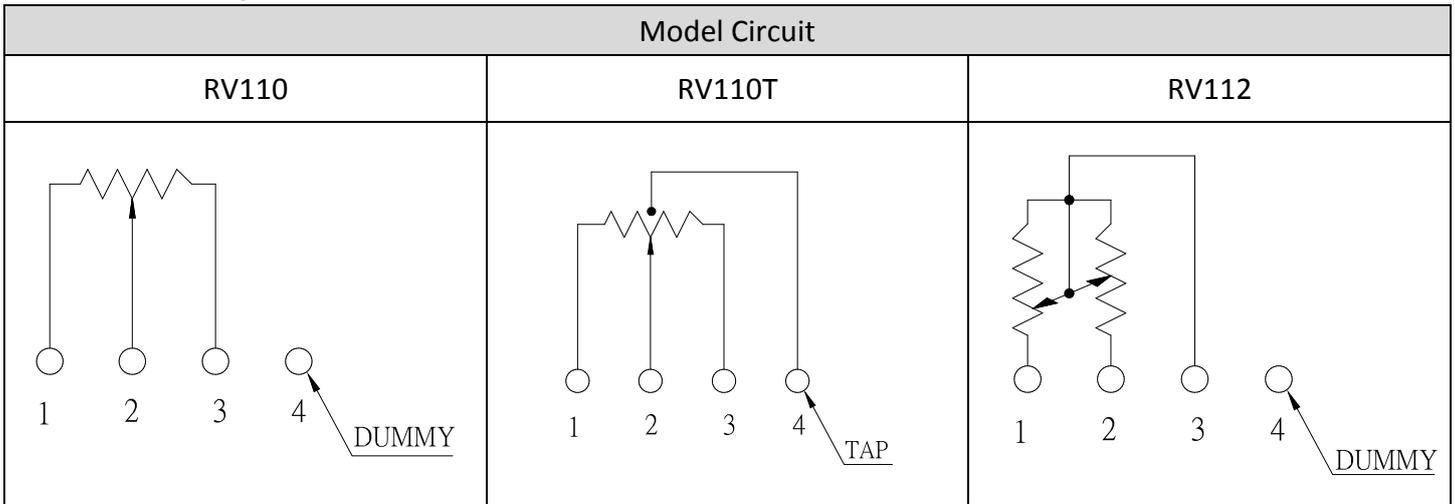 Model Circuit
RV110 RV110T RV112
1 2 3 4 DUMMY
1 2 3 4 TAP
1 2 3 4 DUMMY